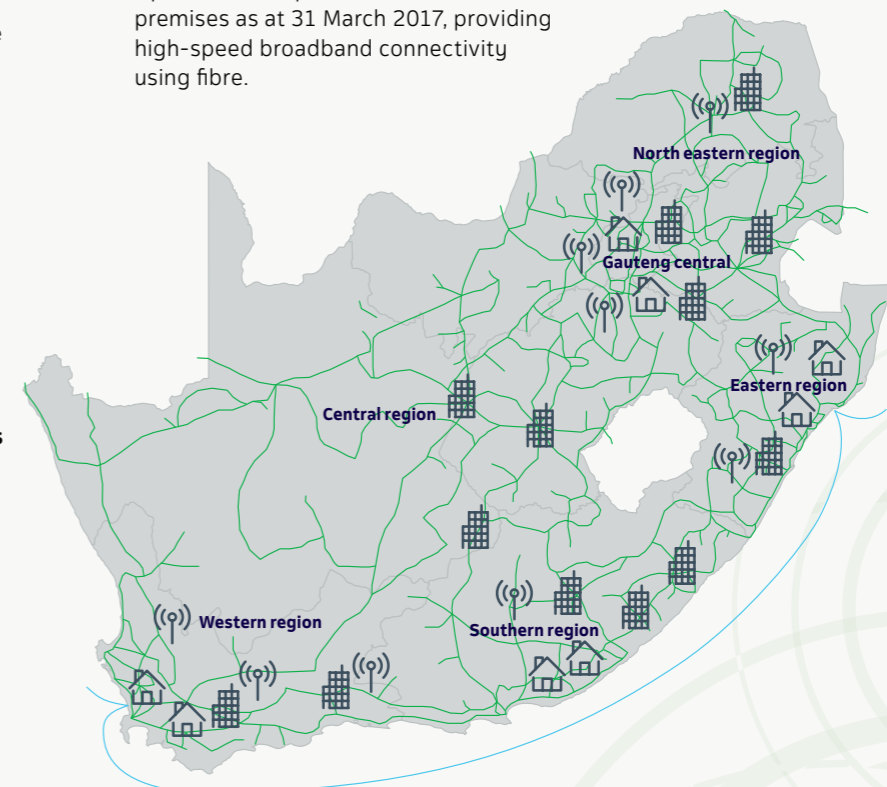 premises as at 31 March 2017, providing
high-speed broadband connectivity
using fibre.
North eastern region
Gauteng central
Eastern region
Central region
Western region
Southern region